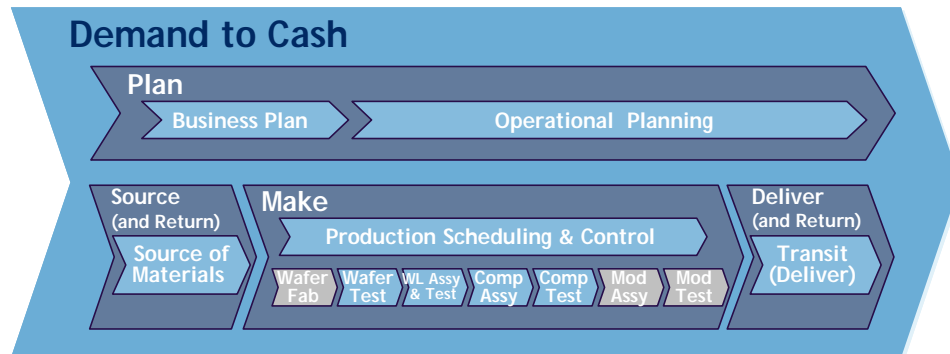 Demand to Cash
Plan
Business Plan
Operational Planning
Source
(and Return)
Source of
Materials
Make
Production Scheduling & Control
Wafer
Fab
Wafer
Test
WL Assy
& Test
Comp
Assy
Comp
Test
Mod
Assy
Mod
Test
Deliver
(and Return)
Transit
(Deliver)